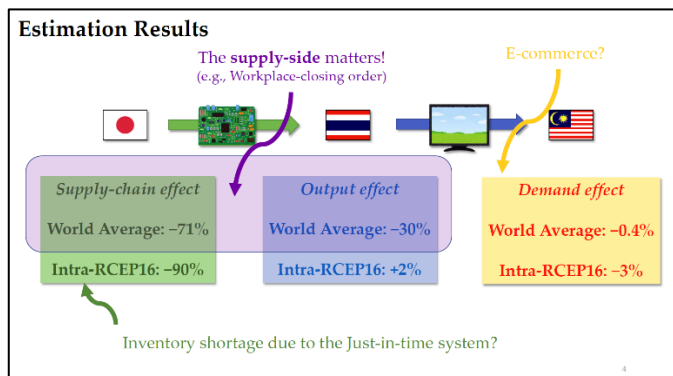 Estimation Results
The supply-side matters!
(e.g., Workplace-closing order)
E-commerce?
Supply-chain effect
World Average: –71%
Intra-RCEP16: –90%
Output effect
World Average: –30%
Intra-RCEP16: +2%
Demand effect
World Average: –0.4%
Intra-RCEP16: –3%
Inventory shortage due to the Just-in-time system?
4